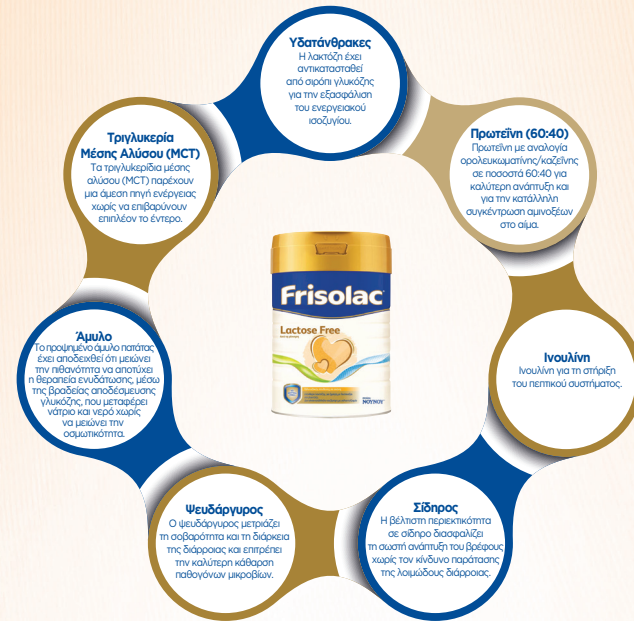 Υδατάνθρακες
Η λακτόζη έχει
αντικατασταθεί
από σιρόπι γλυκόζης
για την εξασφάλιση
του ενεργειακού
ισοζυγίου.
Πρωτεΐνη (60:40)
Πρωτεΐνη με αναλογία
ορολευκωματίνης/καζεΐνης
σε ποσοστά 60:40 για
καλύτερη ανάπτυξη και
για την κατάλληλη
συγκέντρωση αμινοξέων
στο αίμα.
Ινουλίνη
Ινουλίνη για τη στήριξη
του πεπτικού συστήματος.
Σίδηρος
Η βέλτιστη περιεκτικότητα
σε σίδηρο διασφαλίζει
τη σωστή ανάπτυξη του βρέφους
χωρίς τον κίνδυνο παράτασης
της λοιμώδους διάρροιας.
Ψευδάργυρος
Ο ψευδάργυρος μετριάζει
τη σοβαρότητα και τη διάρκεια
της διάρροιας και επιτρέπει
την καλύτερη κάθαρση
παθογόνων μικροβίων.
Άμυλο
Το προψημένο άμυλο πατάτας
έχει αποδειχθεί ότι μειώνει
την πιθανότητα να αποτύχει
η θεραπεία ενυδάτωσης, μέσω
της βραδείας αποδέσμευσης
γλυκόζης, που μεταφέρει
νάτριο και νερό χωρίς
να μειώνει την
οσμωτικότητα.
Τριγλυκερία
Μέσης Αλύσου (MCT)
Τα τριγλυκερίδια μέσης
αλύσου (MCT) παρέχουν
μια άμεση πηγή ενέργειας
χωρίς να επιβαρύνουν
επιπλέον το έντερο.
Frisolac
Lactose Free
ΝΟΥΝΟΥ